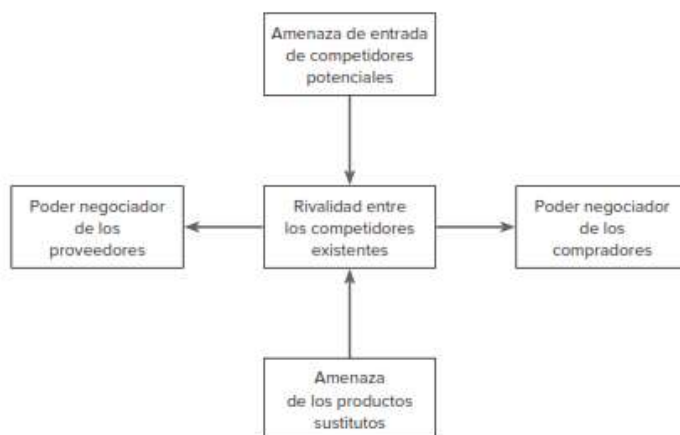 Amenaza de entrada
de competidores
potenciales
Poder negociador
de los
proveedores
Rivalidad entre
los competidores
existentes
Poder negociador
de los
compradores
Amenaza
de los productos
sustitutos